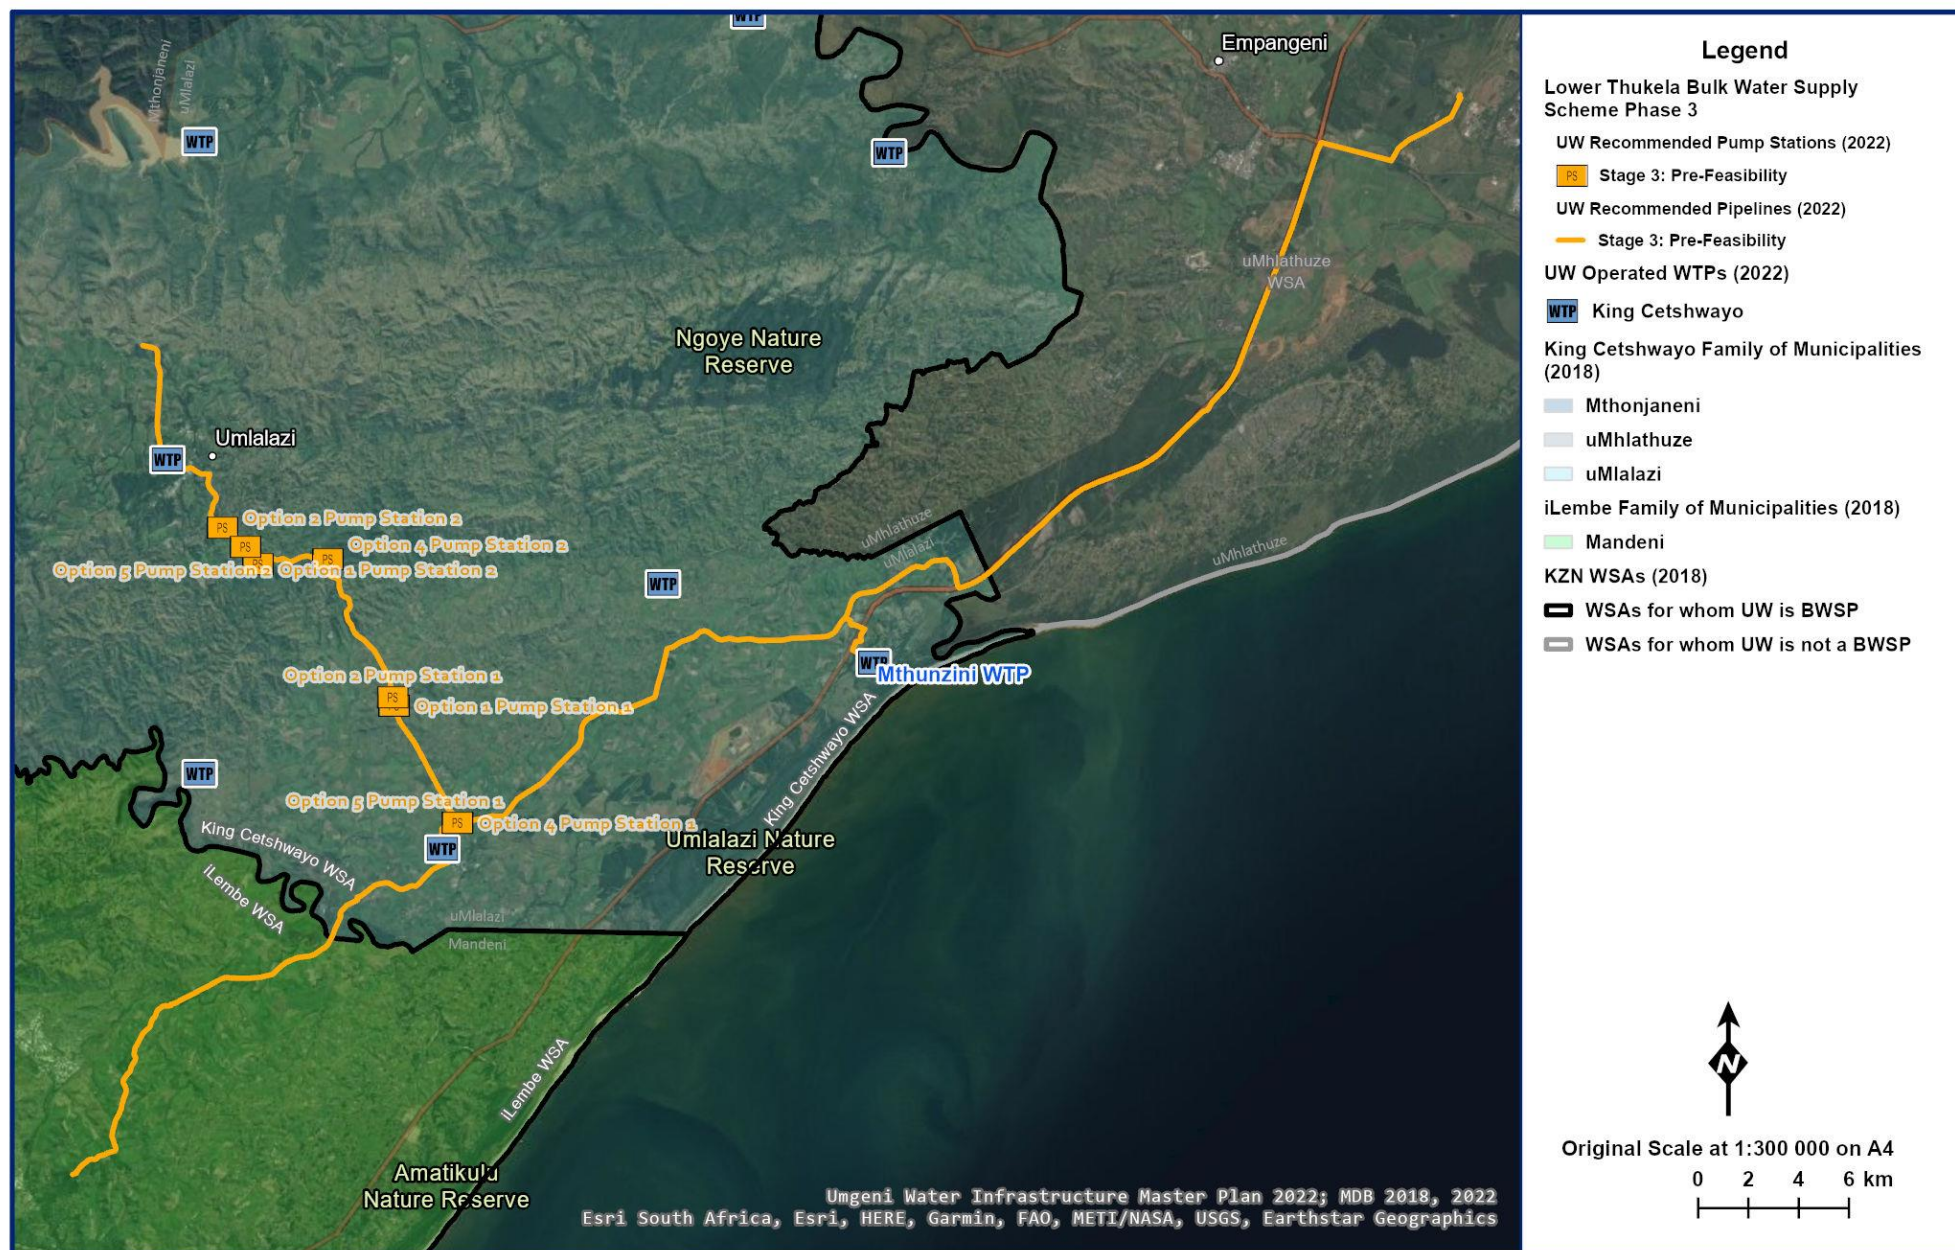 WTP
Empangeni
Mthonjaneni
uMlalazi
WTP
WTP
uMhlathuze
WSA
Ngoye Nature
Reserve
Umlalazi
WTP
PS
Option 2 Pump Station 2
PS
PS
Option 4 Pump Station 2
PS
Option 5 Pump Station 2
Option 1 Pump Station 2
uMhlathuze
uMlalazi
uMhlathuze
WTP
WTP
Mthunzini WTP
Option 2 Pump Station 1
PS
Option 1 Pump Station 1
King Cetshwayo WSA
WTP
Option 5 Pump Station 1
PS
Option 4 Pump Station 1
WTP
King Cetshwayo WSA
iLembe WSA
Umlalazi Nature
Reserve
uMlalazi
Mandeni
iLembe WSA
Amatikulu
Nature Reserve
Umgeni Water Infrastructure Master Plan 2022; MDB 2018, 2022
Esri South Africa, Esri, HERE, Garmin, FAO, METI/NASA, USGS, Earthstar Geographics
Legend
Lower Thukela Bulk Water Supply
Scheme Phase 3
UW Recommended Pump Stations (2022)
PS Stage 3: Pre-Feasibility
UW Recommended Pipelines (2022)
Stage 3: Pre-Feasibility
UW Operated WTPs (2022)
WTP King Cetshwayo
King Cetshwayo Family of Municipalities
(2018)
Mthonjaneni
uMhlathuze
uMlalazi
iLembe Family of Municipalities (2018)
Mandeni
KZN WSAs (2018)
WSAs for whom UW is BWSP
WSAs for whom UW is not a BWSP
N
Original Scale at 1:300 000 on A4
0 2 4 6 km